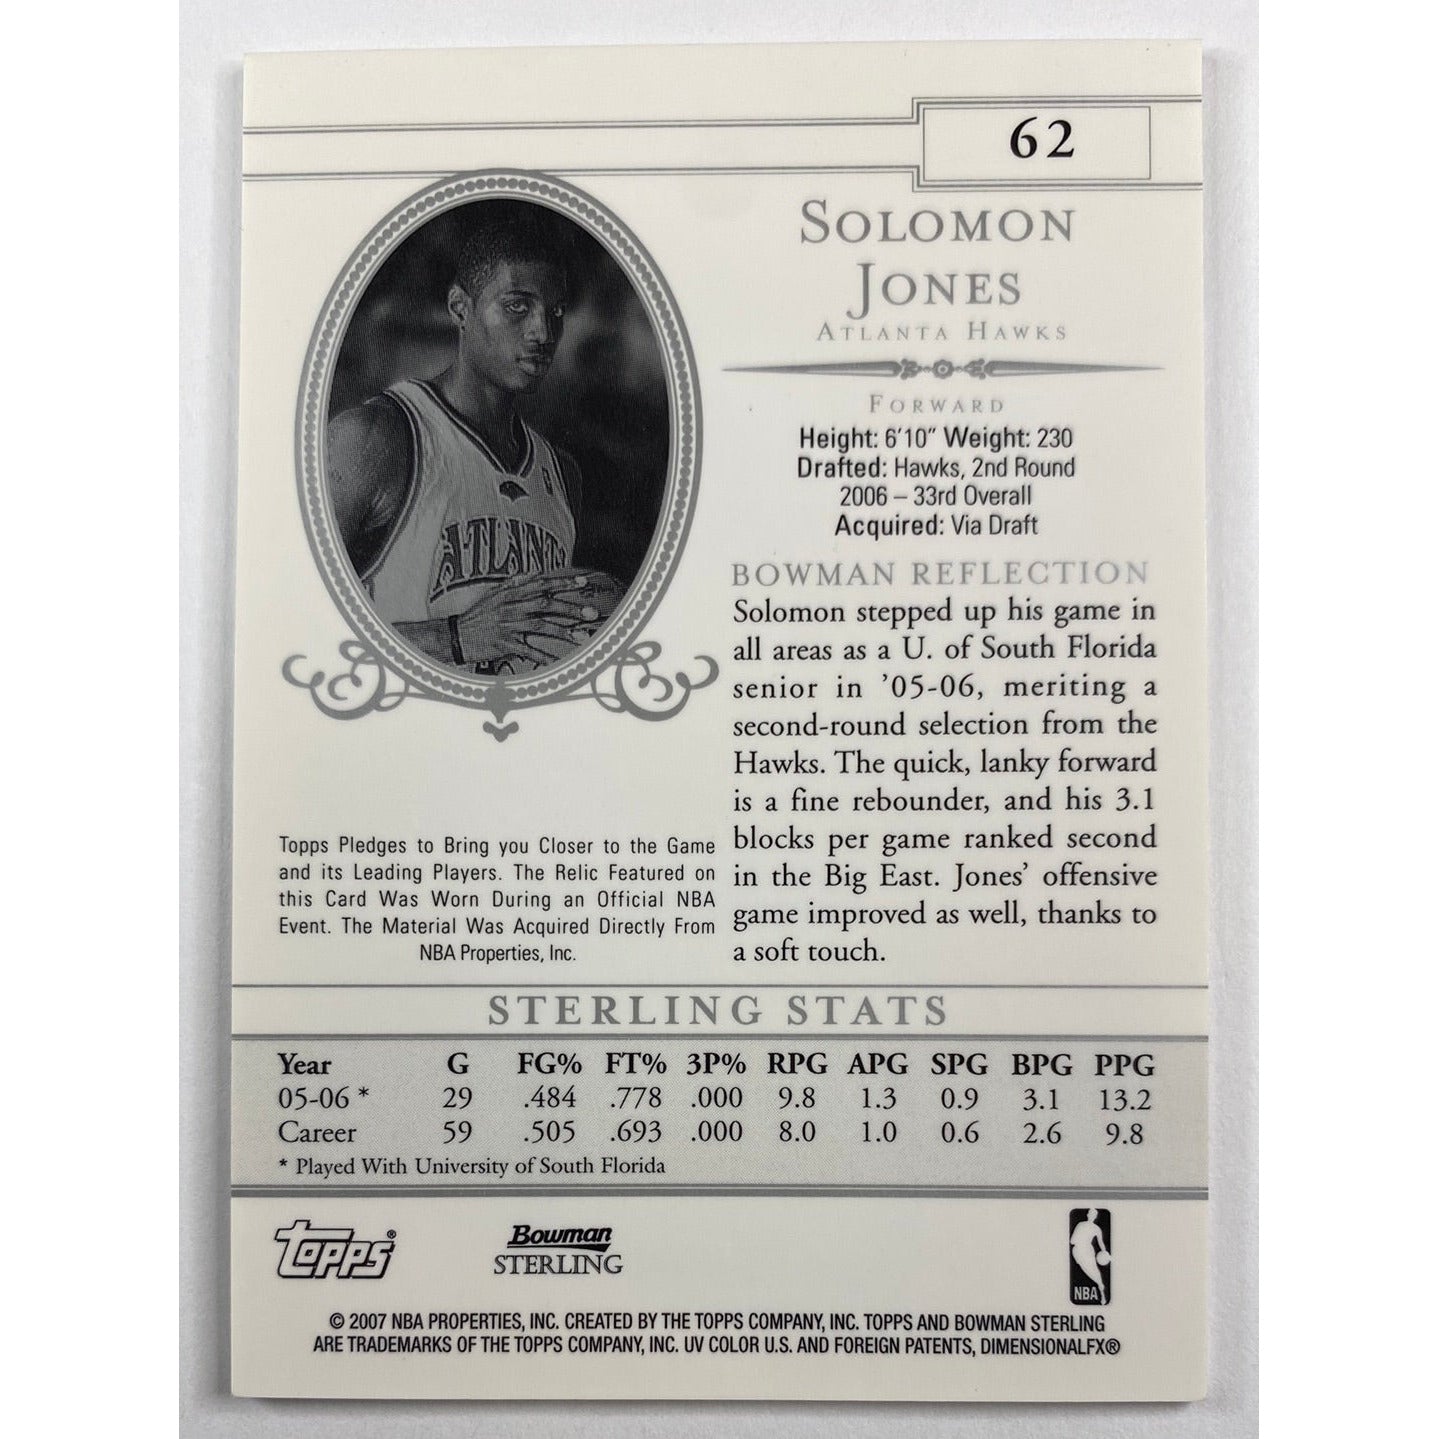 62
SOLOMON
JONES
ATLANTA HAWKS
FORWARD
Height: 6'10" Weight: 230
Drafted: Hawks, 2nd Round
2006 – 33rd Overall
Acquired: Via Draft
BOWMAN REFLECTION
Solomon stepped up his game in
all areas as a U. of South Florida
senior in '05-06, meriting a
second-round selection from the
Hawks. The quick, lanky forward
is a fine rebounder, and his 3.1
blocks per game ranked second
in the Big East. Jones' offensive
game improved as well, thanks to
a soft touch.
ATLANT
Topps Pledges to Bring you Closer to the Game
and its Leading Players. The Relic Featured on
this Card Was Worn During an Official NBA
Event. The Material Was Acquired Directly From
NBA Properties, Inc.
STERLING STATS
Year G FG% FT% 3P% RPG APG SPG BPG PPG
05-06 * 29 .484 .778 .000 9.8 1.3 0.9 3.1 13.2
Career 59 .505 .693 .000 8.0 1.0 0.6 2.6 9.8
* Played With University of South Florida
Topps®
Bowman
STERLING
NBA
© 2007 NBA PROPERTIES, INC. CREATED BY THE TOPPS COMPANY, INC. TOPPS AND BOWMAN STERLING
ARE TRADEMARKS OF THE TOPPS COMPANY, INC. UV COLOR U.S. AND FOREIGN PATENTS, DIMENSIONALFX®